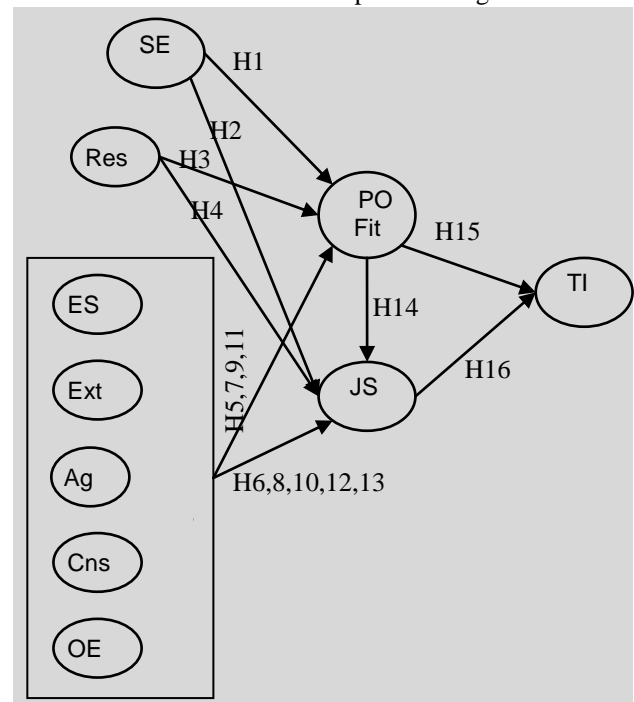 SE
H1
H2
Res
H3
H4
PO
Fit
H15
TI
ES
H14
H5,7,9,11
Ext
JS
H16
Ag
H6,8,10,12,13
Cns
OE